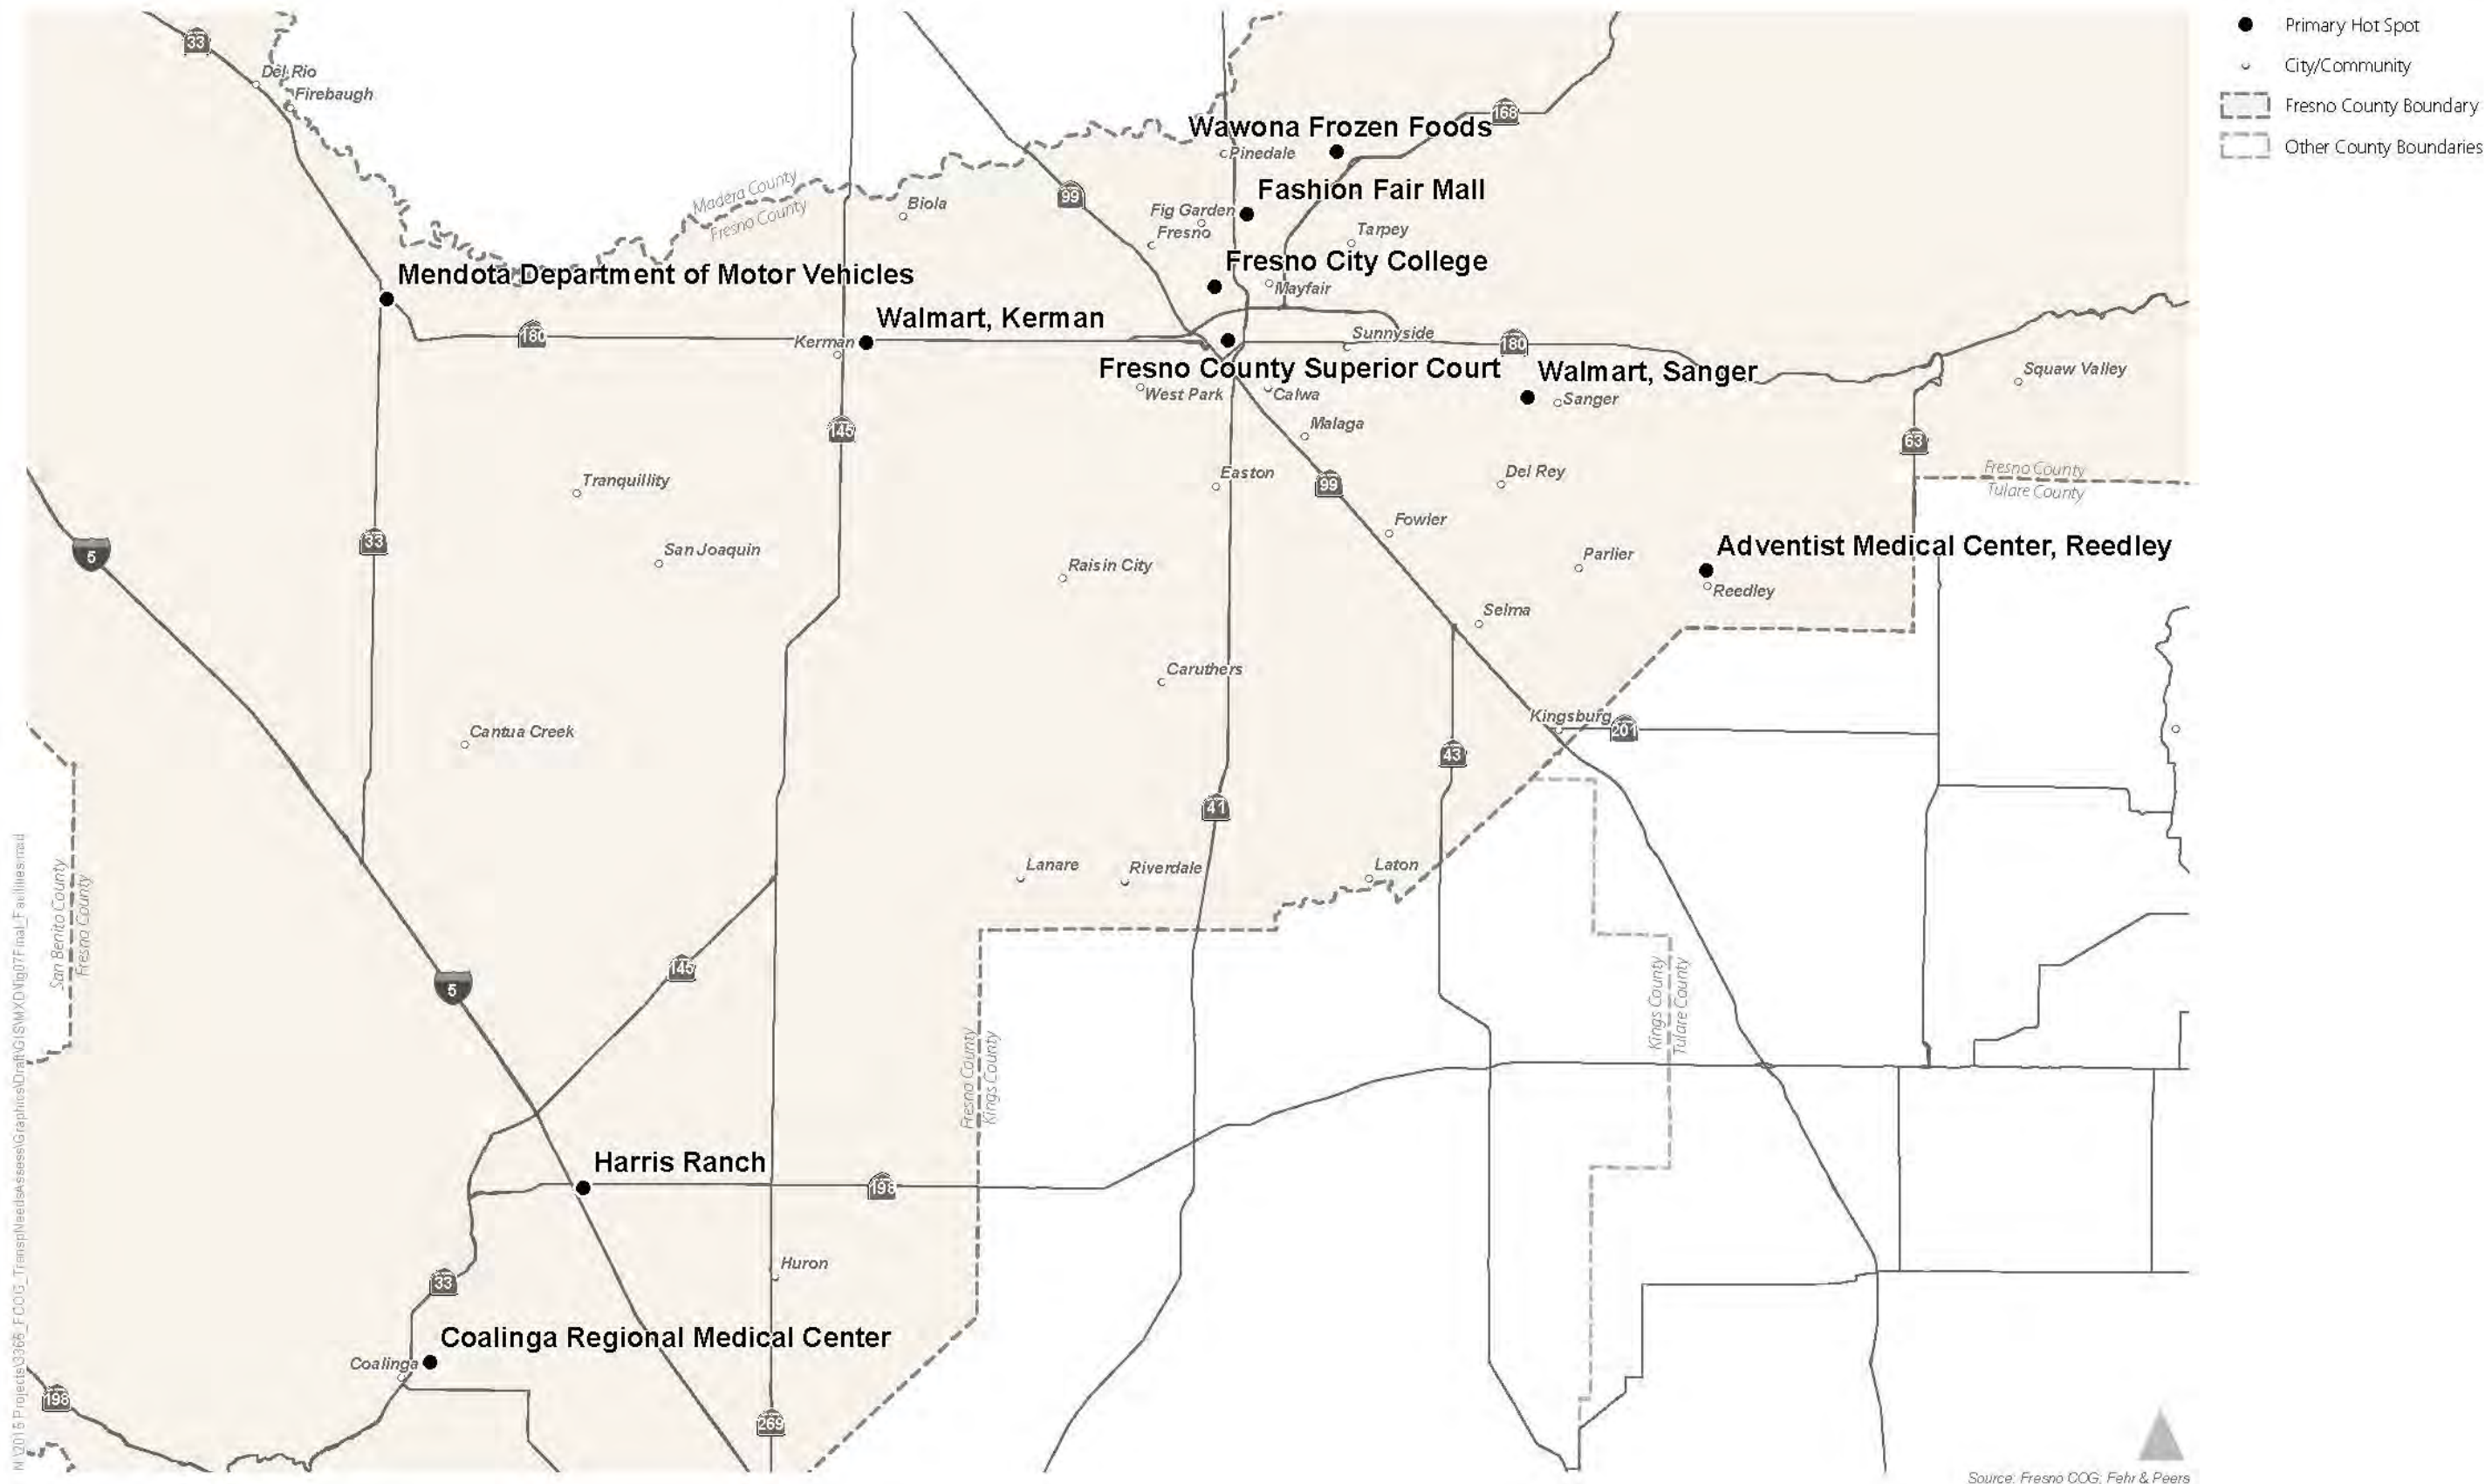 Primary Hot Spot
City/Community
Fresno County Boundary
Other County Boundaries
33
Del Rio
Firebaugh
168
Wawona Frozen Foods
Pinedale
Madera County
Fresno County
99
Biola
Fashion Fair Mall
Fig Garden
Fresno
Tarpey
Fresno City College
Mayfair
Mendota Department of Motor Vehicles
Walmart, Kerman
180
Kerman
Sunnyside
180
Fresno County Superior Court
Walmart, Sanger
Squaw Valley
West Park
Calwa
Sanger
145
Malaga
63
Tranquillity
Easton
99
Del Rey
Fresno County
Tulare County
33
5
San Joaquin
Fowler
Raisin City
Parlier
Adventist Medical Center, Reedley
Reedley
Selma
Caruthers
Cantua Creek
Kingsburg
201
43
41
Lanare
Riverdale
Laton
San Benito County
Fresno County
5
145
Fresno County
Kings County
Kings County
Tulare County
Harris Ranch
198
Huron
33
Coalinga Regional Medical Center
Coalinga
198
269
Source: Fresno COG; Fehr & Peers